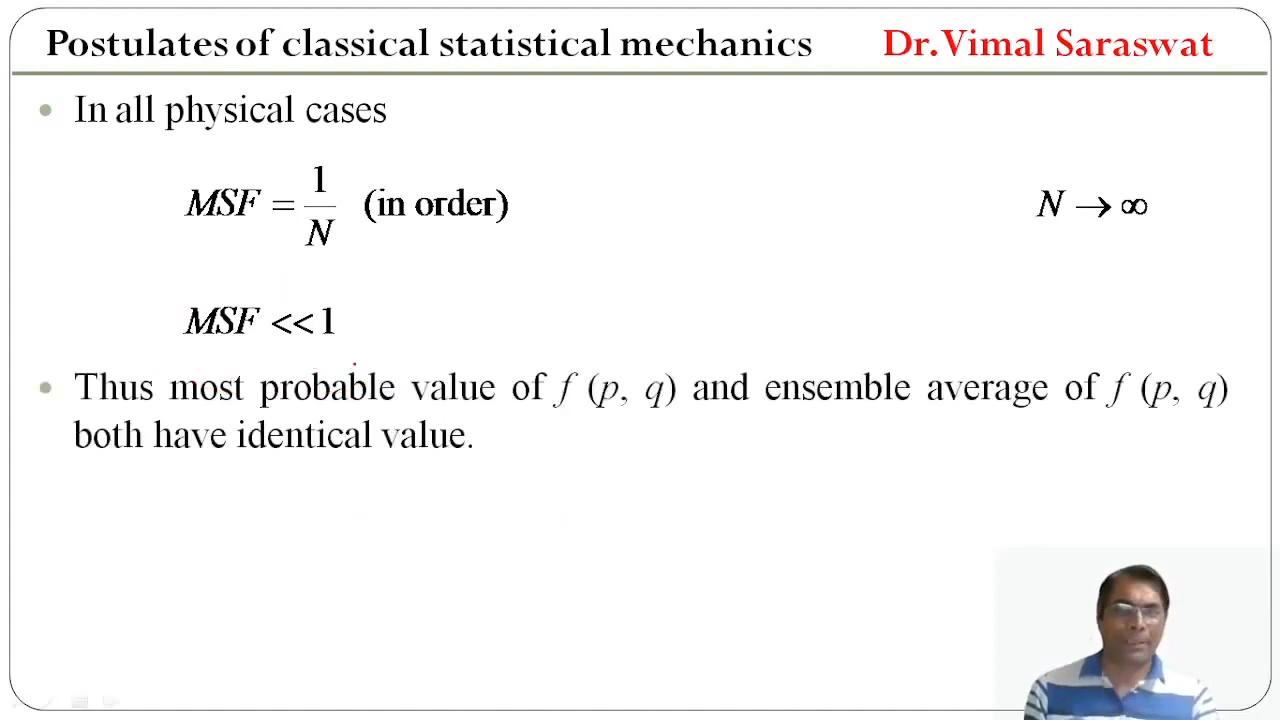 Postulates of classical statistical mechanics Dr.Vimal Saraswat
• In all physical cases
MSF = 1/N (in order) N → ∞
MSF << 1
• Thus most probable value of f (p, q) and ensemble average of f (p, q)
both have identical value.